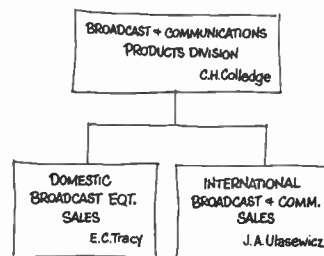 BROADCAST & COMMUNICATIONS
PRODUCTS DIVISION
C.H.Colledge
DOMESTIC
BROADCAST EQT.
SALES
E.C.Tracy
INTERNATIONAL
BROADCAST & COMM.
SALES
J.A.Ulasewicz